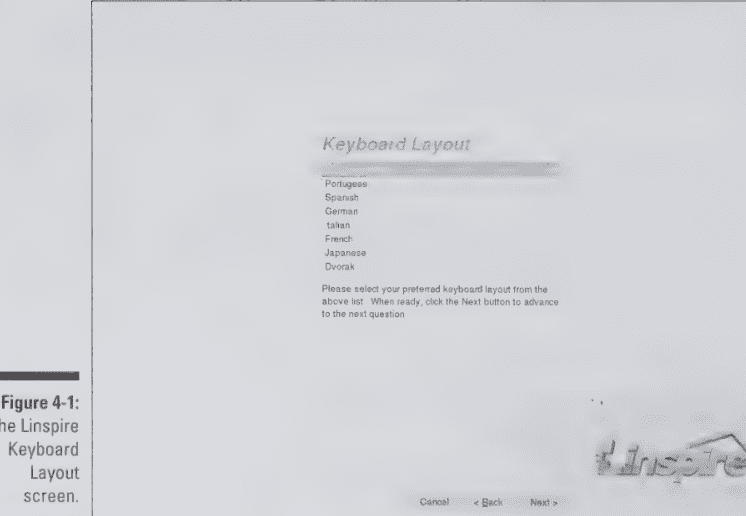 Keyboard Layout
Portugese
Spanish
German
talian
French
Japanese
Dvorak
Please select your preferred keyboard layout from the
above list When ready, click the Next button to advance
to the next question
Figure 4-1:
he Linspire
Keyboard
Layout
screen.
Linspire
Cancel < Back Next >